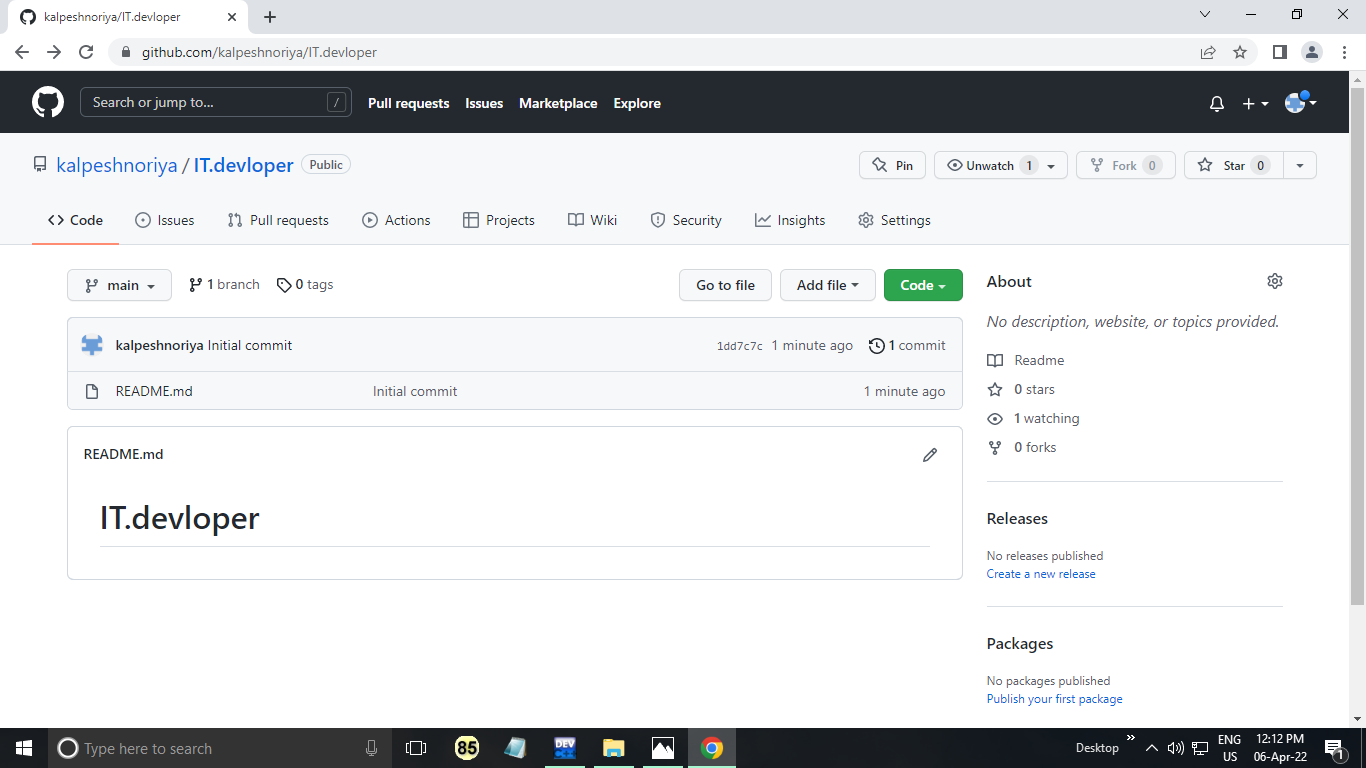 kalpeshnoriya/IT.devloper
github.com/kalpeshnoriya/IT.devloper
Search or jump to... /
Pull requests Issues Marketplace Explore
kalpeshnoriya / IT.devloper Public
Pin Unwatch 1 Fork 0 Star 0
Code Issues Pull requests Actions Projects Wiki Security Insights Settings
main 1 branch 0 tags Go to file Add file Code
kalpeshnoriya Initial commit 1dd7c7c 1 minute ago 1 commit
README.md Initial commit 1 minute ago
README.md
IT.devloper
About
No description, website, or topics provided.
Readme
0 stars
1 watching
0 forks
Releases
No releases published
Create a new release
Packages
No packages published
Publish your first package
Type here to search
85
DEV
Desktop
ENG
US
12:12 PM
06-Apr-22
1